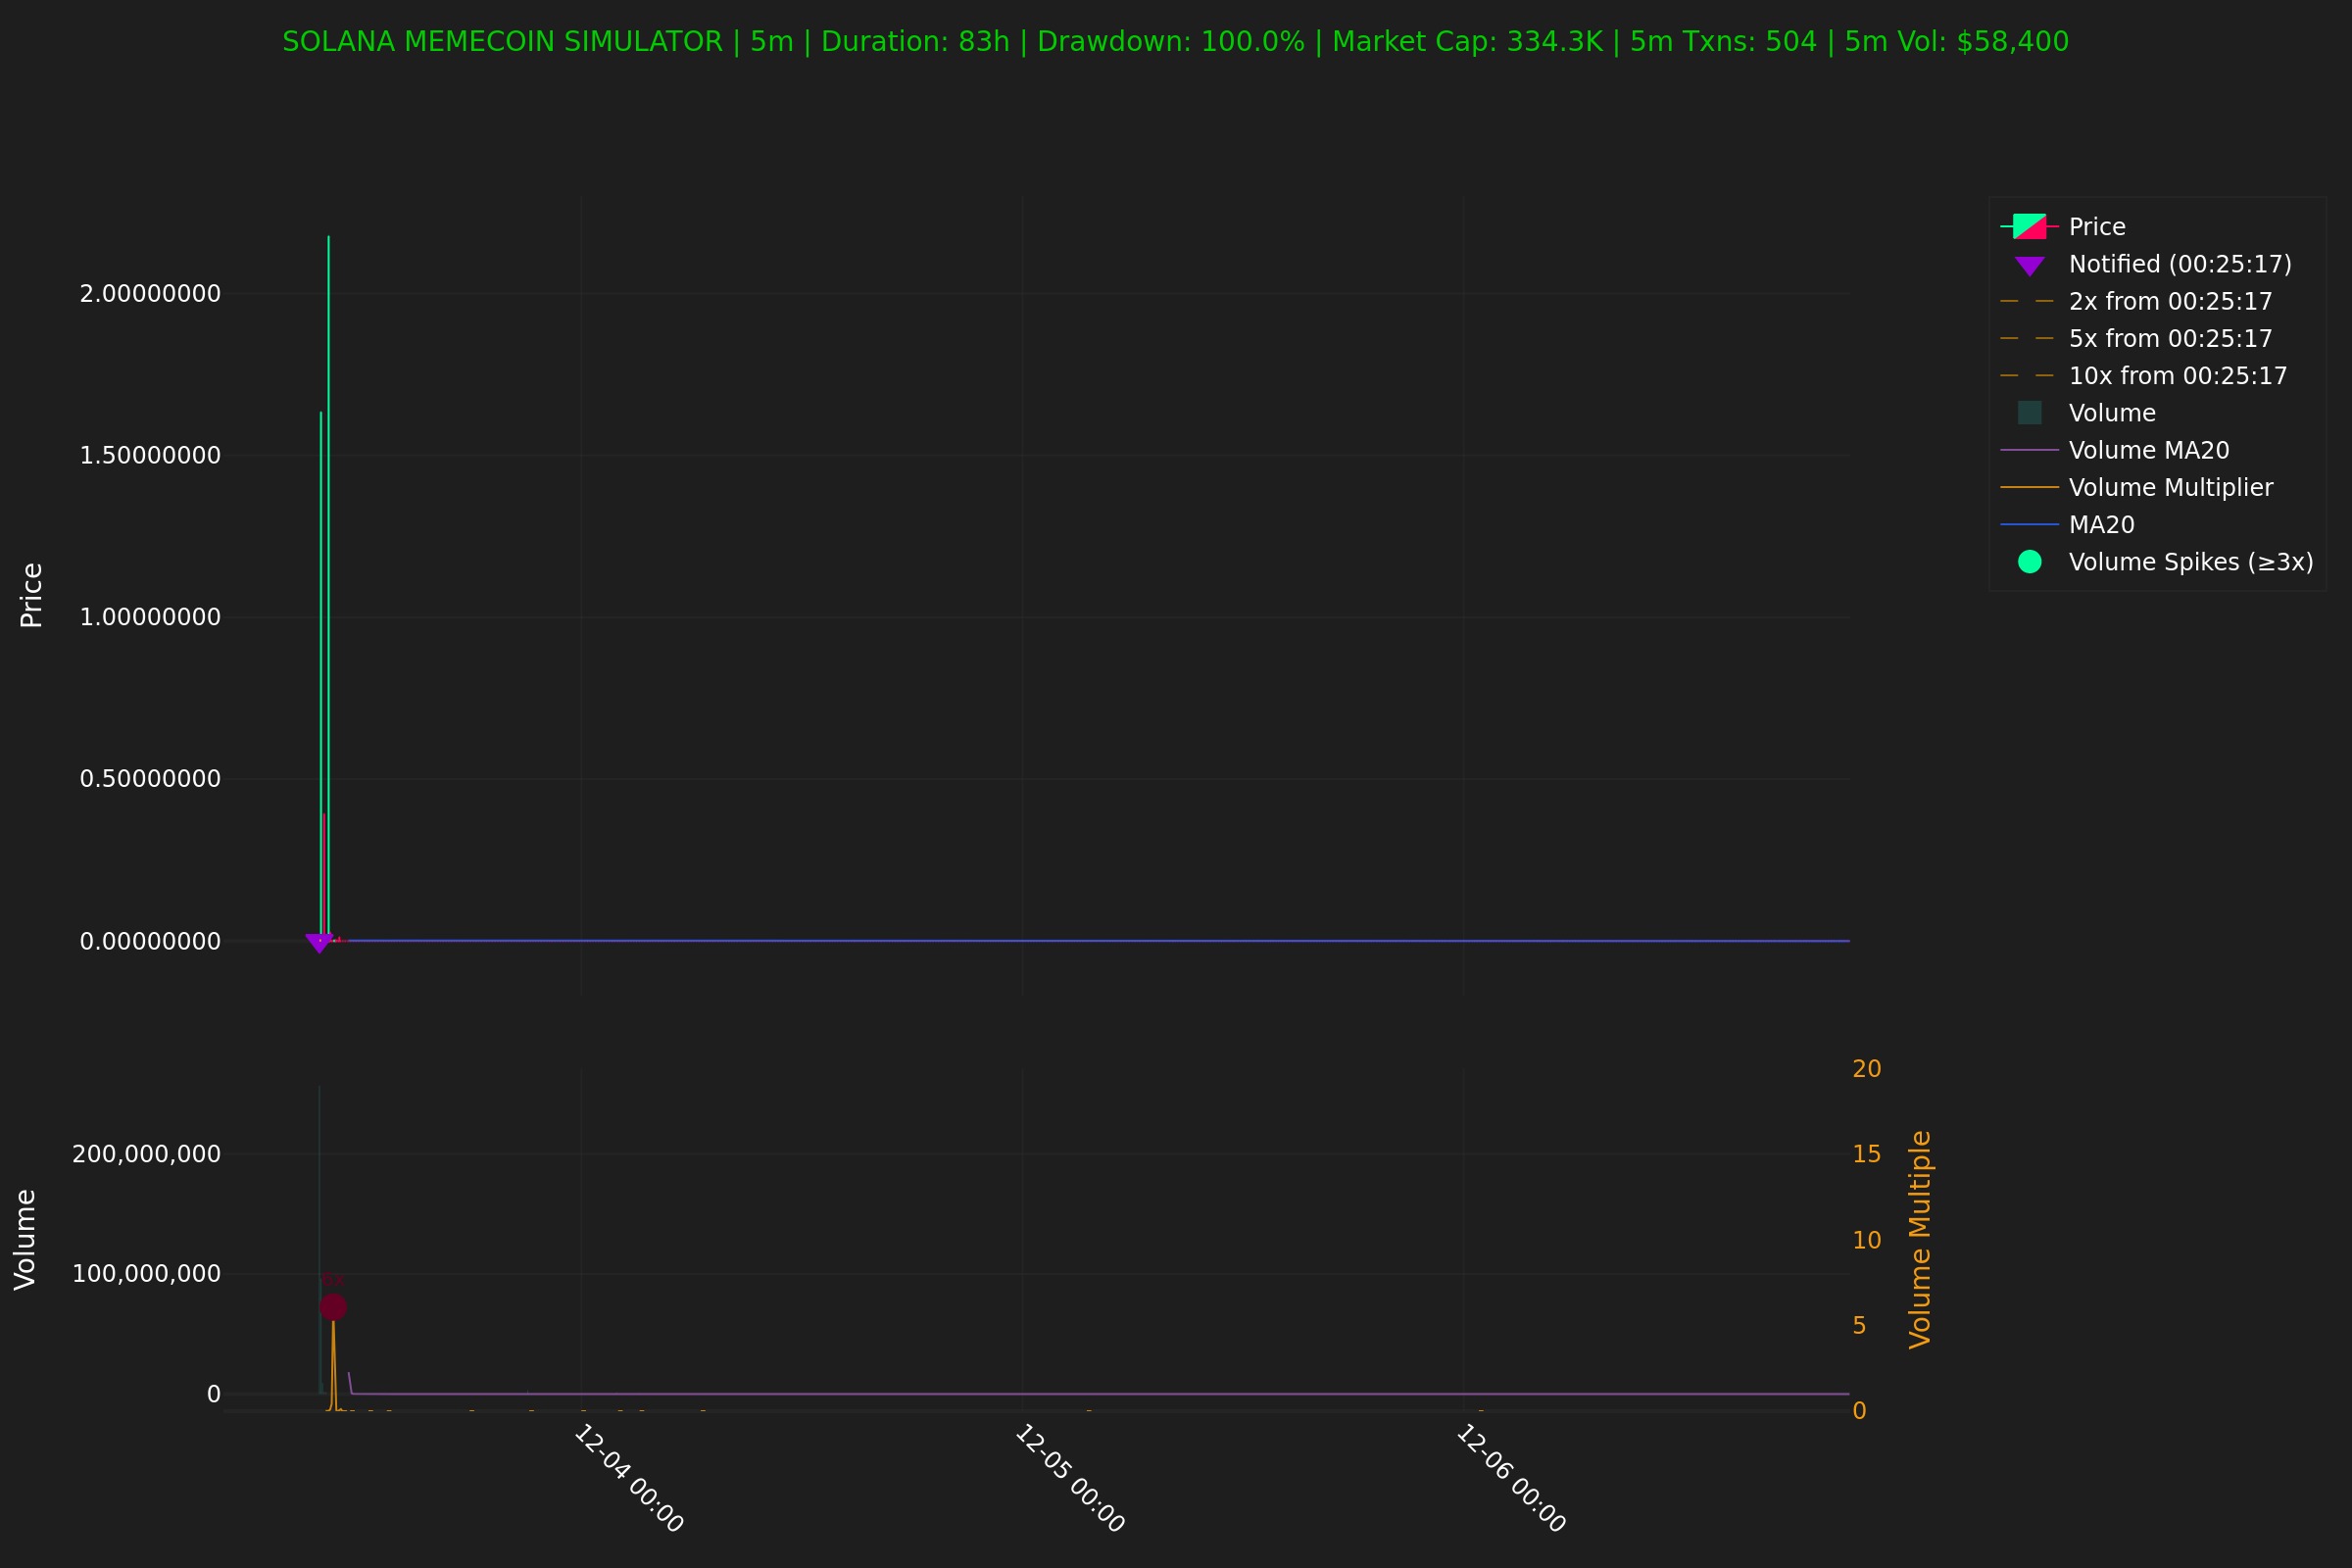 SOLANA MEMECOIN SIMULATOR | 5m | Duration: 83h | Drawdown: 100.0% | Market Cap: 334.3K | 5m Txns: 504 | 5m Vol: $58,400
Price
2.00000000
1.50000000
1.00000000
0.50000000
0.00000000
Price
Notified (00:25:17)
2x from 00:25:17
5x from 00:25:17
10x from 00:25:17
Volume
Volume MA20
Volume Multiplier
MA20
Volume Spikes (≥3x)
Volume
200,000,000
100,000,000
0
20
15
10
5
0
Volume Multiple
12-04 00:00
12-05 00:00
12-06 00:00